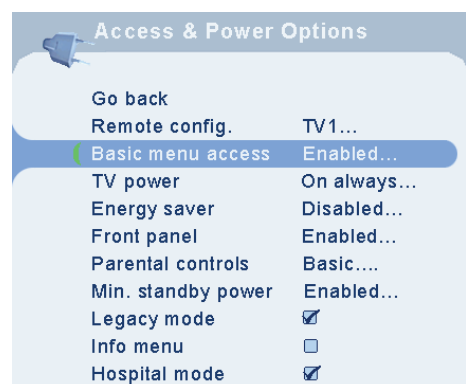 Access & Power Options
Go back
Remote config. TV1...
Basic menu access Enabled...
TV power On always...
Energy saver Disabled...
Front panel Enabled...
Parental controls Basic....
Min. standby power Enabled...
Legacy mode
Info menu
Hospital mode